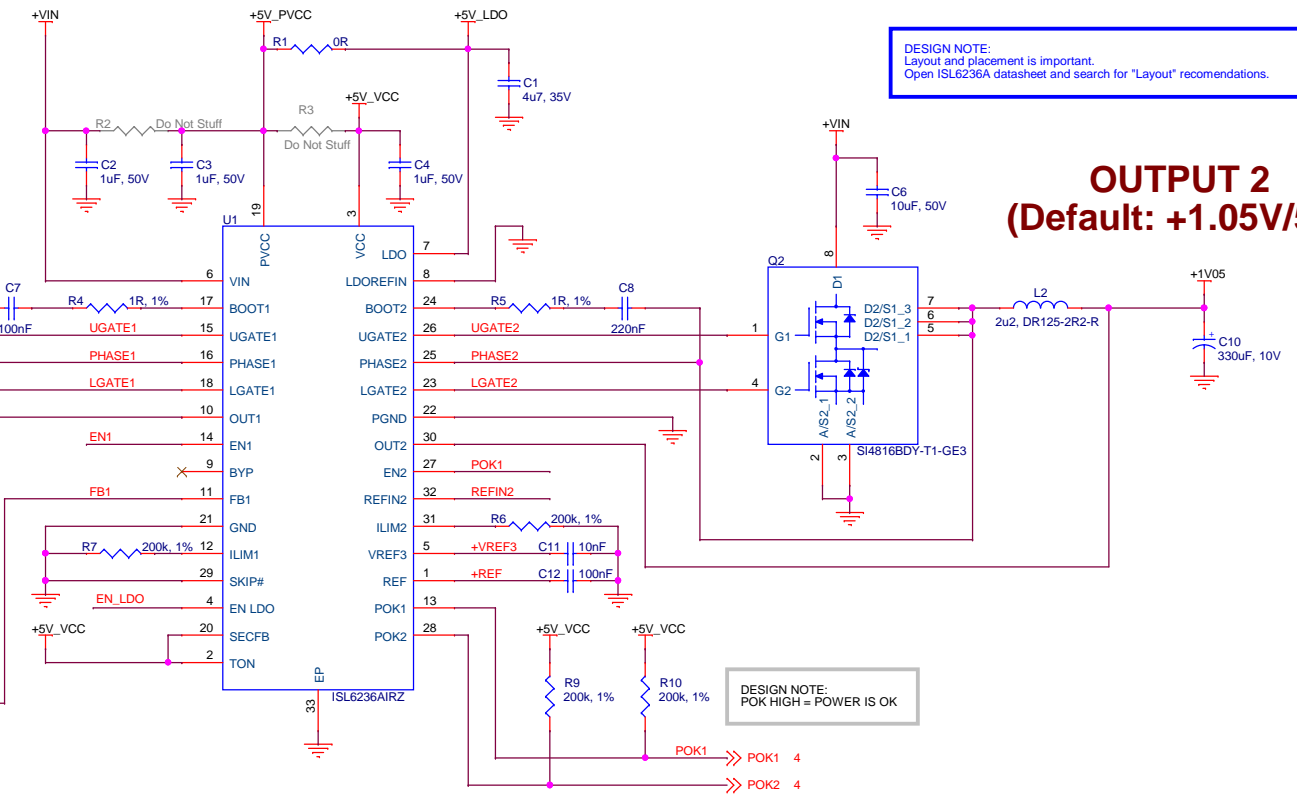 +VIN
+5V_PVCC
+5V_LDO
R1 0R
C1
4u7, 35V
DESIGN NOTE:
Layout and placement is important.
Open ISL6236A datasheet and search for "Layout" recomendations.
+5V_VCC
R2 Do Not Stuff
R3
Do Not Stuff
C2
1uF, 50V
C3
1uF, 50V
C4
1uF, 50V
+VIN
C6
10uF, 50V
OUTPUT 2
(Default: +1.05V/
U1
19
3
PVCC
VCC
LDO 7
6 VIN
LDOREFIN 8
C7
100nF
R4 1R, 1%
17 BOOT1
BOOT2 24
R5 1R, 1%
C8
220nF
UGATE1 15 UGATE1
UGATE2 26 UGATE2
PHASE1 16 PHASE1
PHASE2 25 PHASE2
LGATE1 18 LGATE1
LGATE2 23 LGATE2
10 OUT1
PGND 22
OUT2 30
EN1 14 EN1
9 BYP
EN2 27 POK1
FB1 11 FB1
REFIN2 32 REFIN2
21 GND
ILIM2 31
R6 200k, 1%
R7 200k, 1% 12 ILIM1
VREF3 5 +VREF3 C11 10nF
29 SKIP#
REF 1 +REF C12 100nF
EN_LDO 4 EN LDO
POK1 13
+5V_VCC
20 SECFB
POK2 28
2 TON
EP
33
ISL6236AIRZ
Q2
8
D1
1 G1
4 G2
D2/S1_3 7
D2/S1_2 6
D2/S1_1 5
A/S2_1
A/S2_2
2
3
SI4816BDY-T1-GE3
L2
2u2, DR125-2R2-R
+1V05
+
C10
330uF, 10V
+5V_VCC
+5V_VCC
R9
200k, 1%
R10
200k, 1%
DESIGN NOTE:
POK HIGH = POWER IS OK
POK1 POK1 4
POK2 4